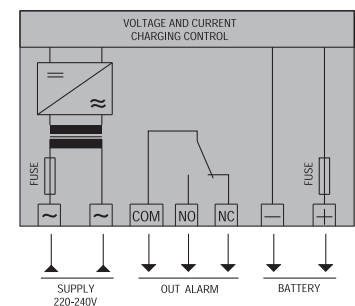 VOLTAGE AND CURRENT
CHARGING CONTROL
FUSE
FUSE
~ ~ COM NO NC — +
SUPPLY
220-240V
OUT ALARM
BATTERY